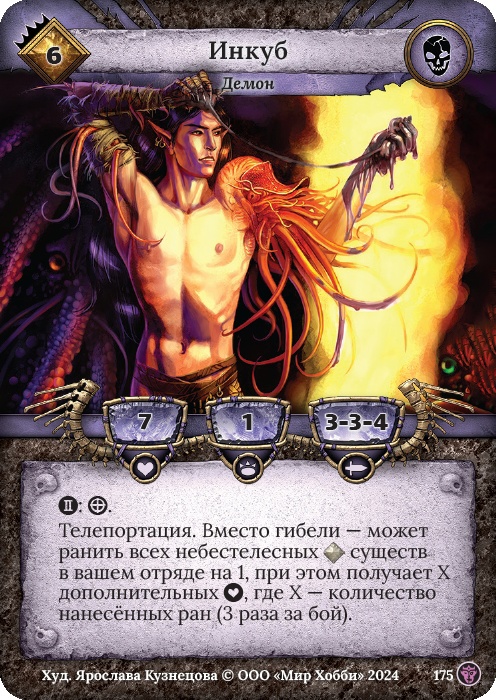 6
Инкуб
Демон
7
1
3-3-4
II: .
Телепортация. Вместо гибели — может
ранить всех небестелесных существ
в вашем отряде на 1, при этом получает X
дополнительных , где X — количество
нанесённых ран (3 раза за бой).
Худ. Ярослава Кузнецова © ООО «Мир Хобби» 2024
175